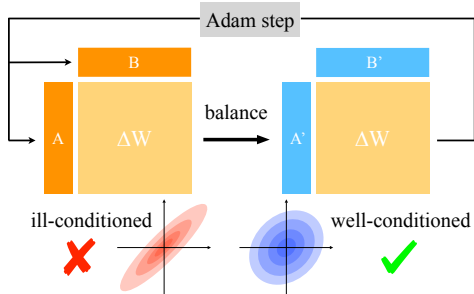 Adam step
B
B'
A
ΔW
balance
A'
ΔW
ill-conditioned
well-conditioned